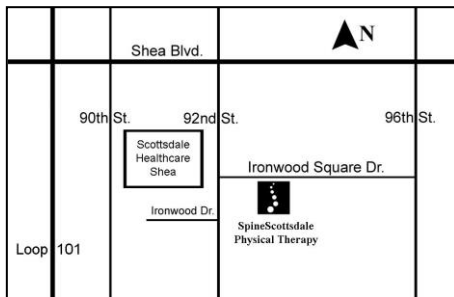 N
Shea Blvd.
90th St.
92nd St.
96th St.
Scottsdale
Healthcare
Shea
Ironwood Square Dr.
Ironwood Dr.
SpineScottsdale
Physical Therapy
Loop 101